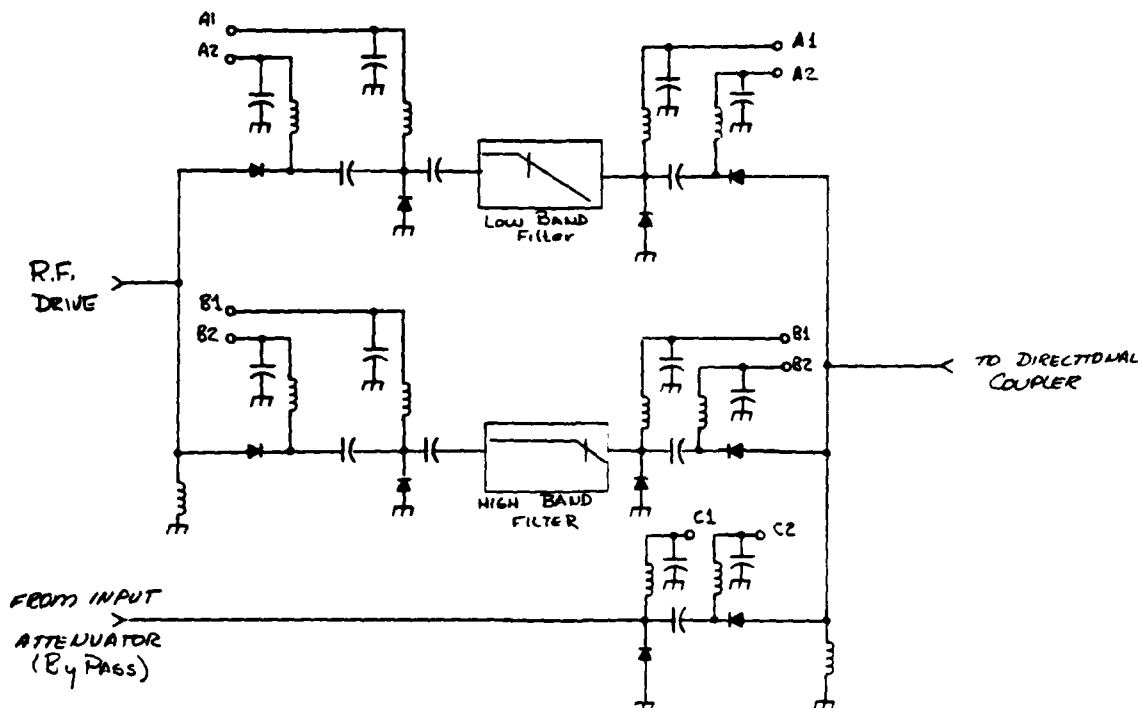 A1
A2
A1
A2
LOW BAND
Filter
R.F.
DRIVE
B1
B2
B1
B2
TO DIRECTIONAL
COUPLER
HIGH BAND
FILTER
C1
C2
FROM INPUT
ATTENUATOR
(By PASS)